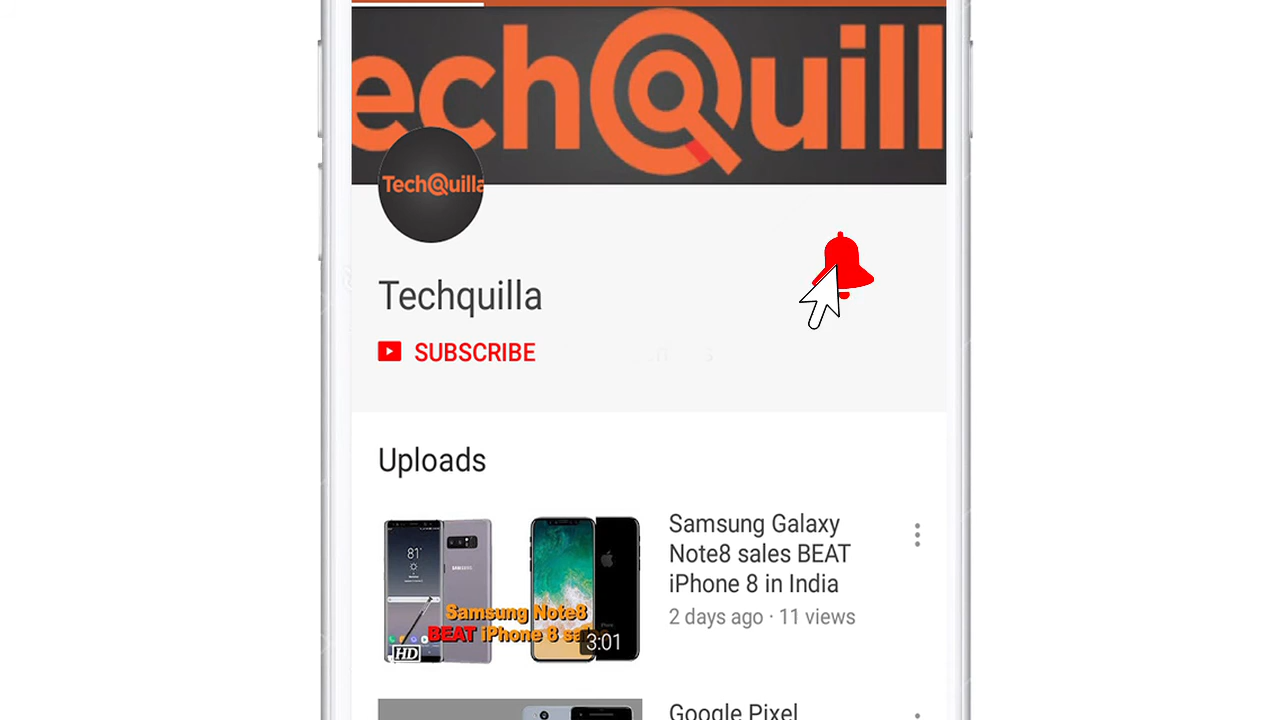 echQuill
TechQuilla
Techquilla
SUBSCRIBE
Uploads
81°
SAMSUNG
Samsung Note8
BEAT iPhone 8 sa
3:01
HD
Samsung Galaxy
Note8 sales BEAT
iPhone 8 in India
2 days ago · 11 views
Google Pixel